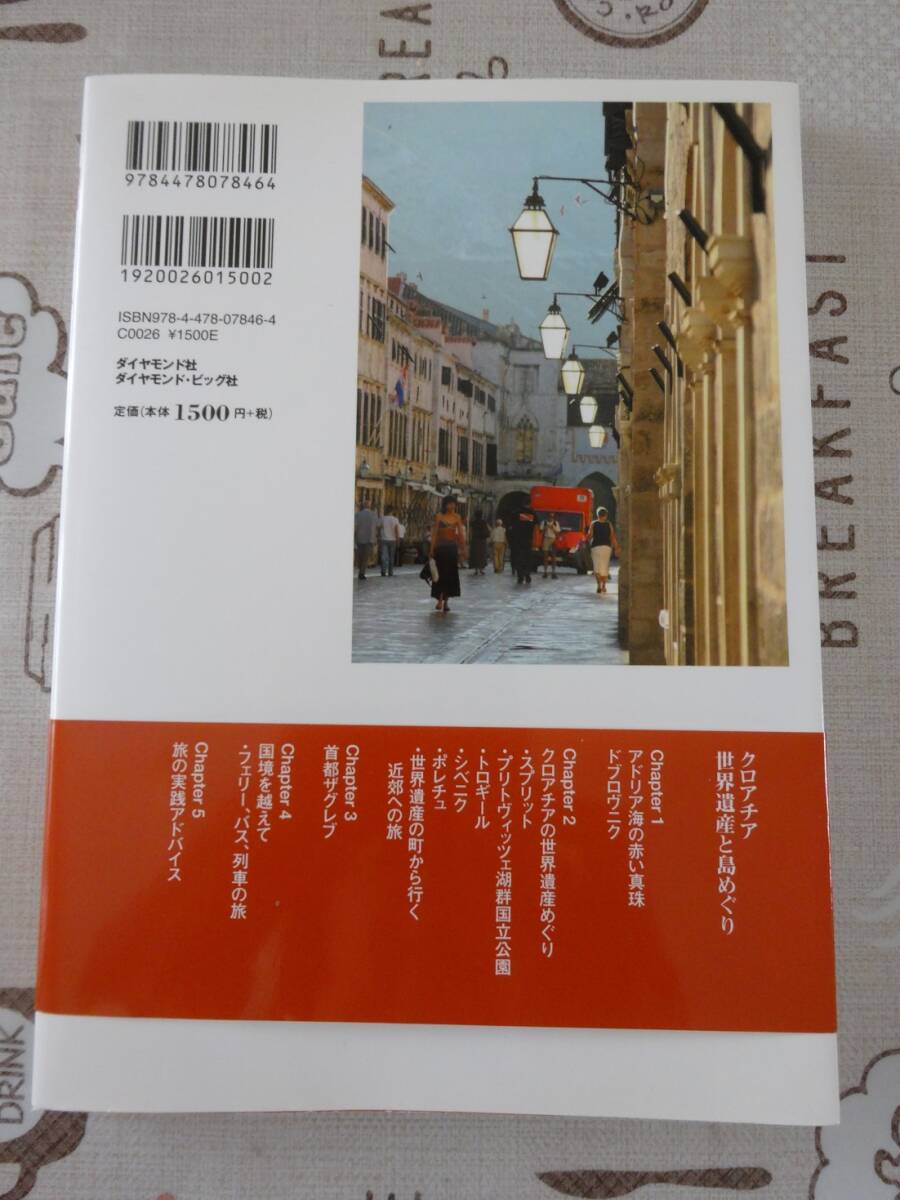 9784478078464
1920026015002
ISBN978-4-478-07846-4
C0026 ¥1500E
ダイヤモンド社
ダイヤモンド・ビッグ社
定価(本体1500円+税)
クロアチア
世界遺産と島めぐり
Chapter 1
アドリア海の赤い真珠
ドブロヴニク
Chapter 2
クロアチアの世界遺産めぐり
・スプリット
・プリトヴィッツェ湖群国立公園
・トロギール
・シベニク
・ポレチュ
・世界遺産の町から行く
近郊への旅
Chapter 3
首都ザグレブ
Chapter 4
国境を越えて
・フェリー、バス、列車の旅
Chapter 5
旅の実践アドバイス
BREAKFAST
DRINK